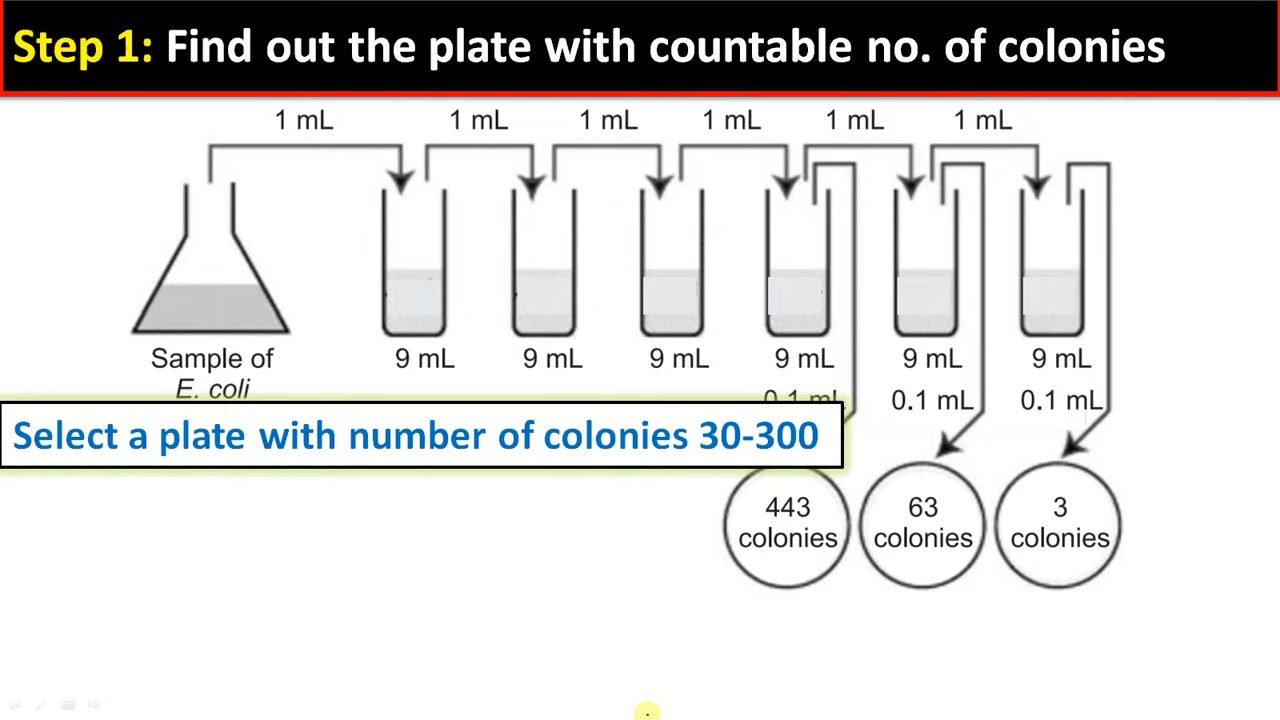 Step 1: Find out the plate with countable no. of colonies
1 mL 1 mL 1 mL 1 mL 1 mL 1 mL
Sample of
E. coli
9 mL 9 mL 9 mL 9 mL 9 mL 9 mL
0.1 mL 0.1 mL 0.1 mL
Select a plate with number of colonies 30-300
443
colonies
63
colonies
3
colonies